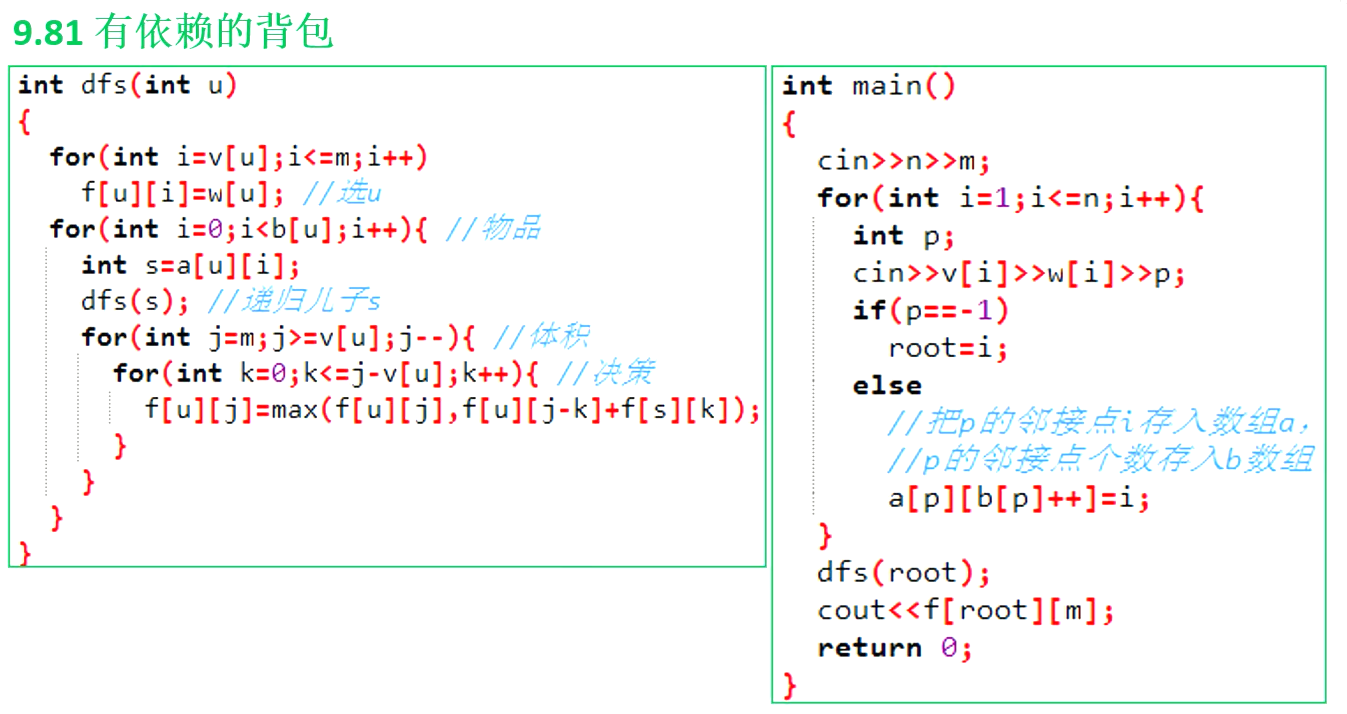 9.81 有依赖的背包
int dfs(int u)
{
for(int i=v[u];i<=m;i++)
f[u][i]=w[u]; //选u
for(int i=0;i<b[u];i++){ //物品
int s=a[u][i];
dfs(s); //递归儿子s
for(int j=m;j>=v[u];j--){ //体积
for(int k=0;k<=j-v[u];k++){ //决策
f[u][j]=max(f[u][j],f[u][j-k]+f[s][k]);
}
}
}
}
int main()
{
cin>>n>>m;
for(int i=1;i<=n;i++){
int p;
cin>>v[i]>>w[i]>>p;
if(p==-1)
root=i;
else
//把p的邻接点i存入数组a,
//p的邻接点个数存入b数组
a[p][b[p]++]=i;
}
dfs(root);
cout<<f[root][m];
return 0;
}